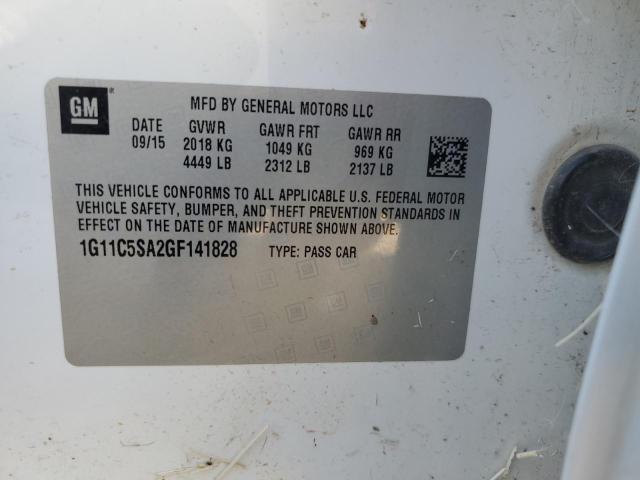 GM
MFD BY GENERAL MOTORS LLC
DATE GVWR GAWR FRT GAWR RR
09/15 2018 KG 1049 KG 969 KG
4449 LB 2312 LB 2137 LB
THIS VEHICLE CONFORMS TO ALL APPLICABLE U.S. FEDERAL MOTOR
VEHICLE SAFETY, BUMPER, AND THEFT PREVENTION STANDARDS IN
EFFECT ON THE DATE OF MANUFACTURE SHOWN ABOVE.
1G11C5SA2GF141828 TYPE: PASS CAR